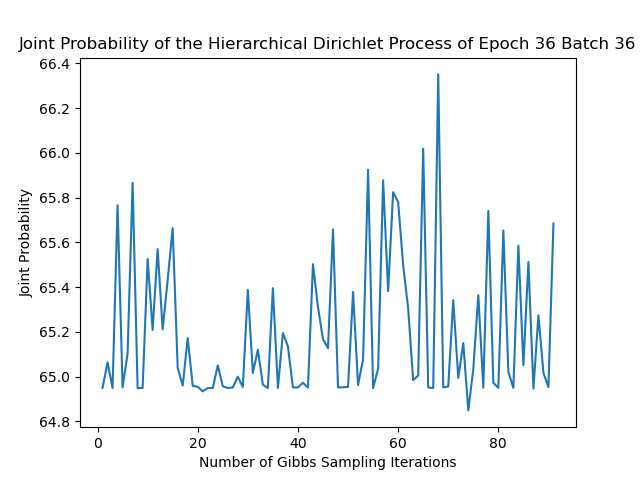 Joint Probability of the Hierarchical Dirichlet Process of Epoch 36 Batch 36
66.4
66.2
66.0
65.8
65.6
65.4
65.2
65.0
64.8
Joint Probability
0 20 40 60 80
Number of Gibbs Sampling Iterations